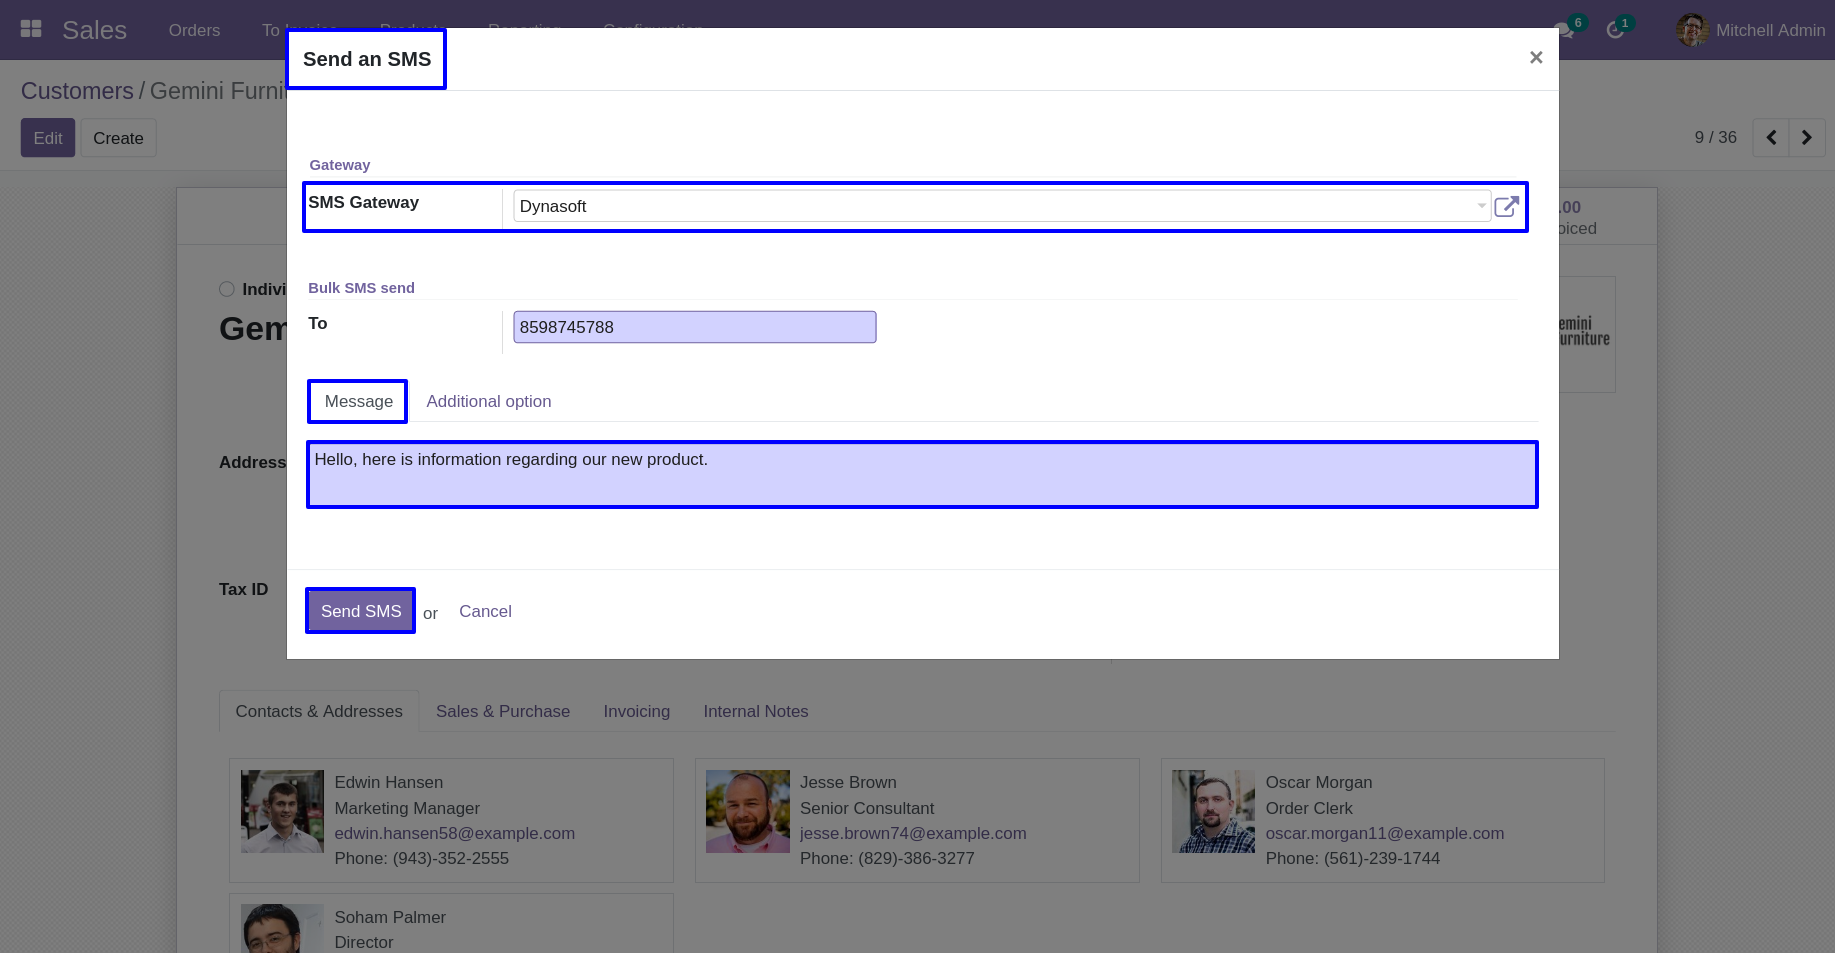 Sales
Orders
To Invoice
Products
Reporting
Configuration
6
1
Mitchell Admin
Send an SMS
×
Customers / Gemini Furni
Edit
Create
9 / 36
Gateway
SMS Gateway
Dynasoft
.00
oiced
Bulk SMS send
Indivi
To
8598745788
Gem
emini
urniture
Message
Additional option
Hello, here is information regarding our new product.
Address
Tax ID
Send SMS
or
Cancel
Contacts & Addresses
Sales & Purchase
Invoicing
Internal Notes
Edwin Hansen
Marketing Manager
edwin.hansen58@example.com
Phone: (943)-352-2555
Jesse Brown
Senior Consultant
jesse.brown74@example.com
Phone: (829)-386-3277
Oscar Morgan
Order Clerk
oscar.morgan11@example.com
Phone: (561)-239-1744
Soham Palmer
Director